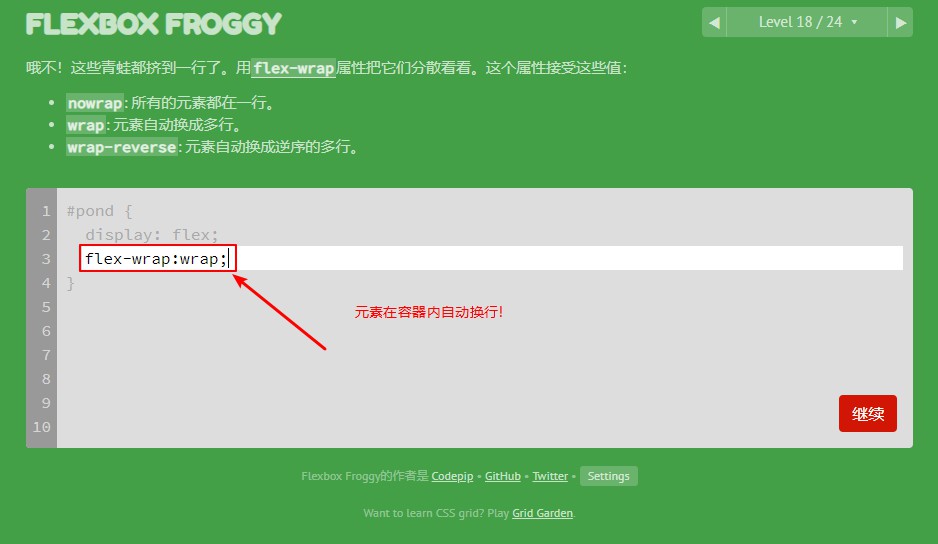 FLEXBOX FROGGY
◀ Level 18 / 24 ▾ ▶
哦不！这些青蛙都挤到一行了。用flex-wrap属性把它们分散看看。这个属性接受这些值：
• nowrap: 所有的元素都在一行。
• wrap: 元素自动换成多行。
• wrap-reverse: 元素自动换成逆序的多行。
1 #pond {
2 display: flex;
3 flex-wrap:wrap;
4 }
5
元素在容器内自动换行!
6
7
8
9
继续
10
Flexbox Froggy的作者是 Codepip • GitHub • Twitter • Settings
Want to learn CSS grid? Play Grid Garden.